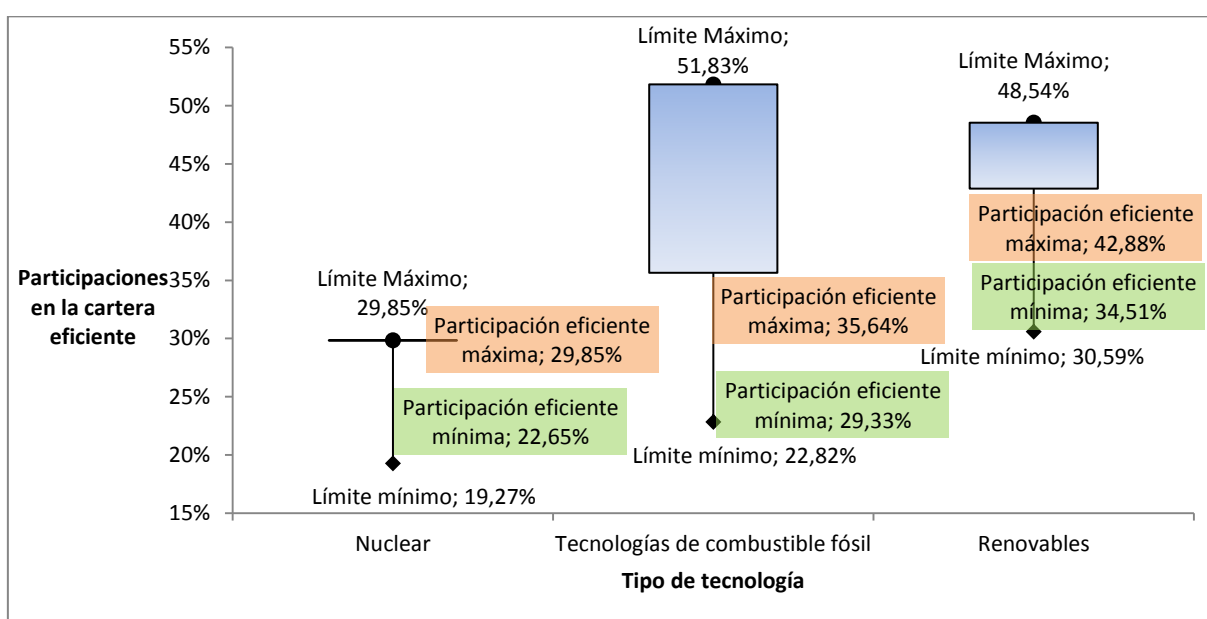 55%
50%
45%
40%
35%
30%
25%
20%
15%
Participaciones
en la cartera
eficiente
Límite Máximo;
29,85%
Participación eficiente
máxima; 29,85%
Participación eficiente
mínima; 22,65%
Límite mínimo; 19,27%
Límite Máximo;
51,83%
Participación eficiente
máxima; 35,64%
Participación eficiente
mínima; 29,33%
Límite mínimo; 22,82%
Límite Máximo;
48,54%
Participación eficiente
máxima; 42,88%
Participación eficiente
mínima; 34,51%
Límite mínimo; 30,59%
Nuclear
Tecnologías de combustible fósil
Renovables
Tipo de tecnología